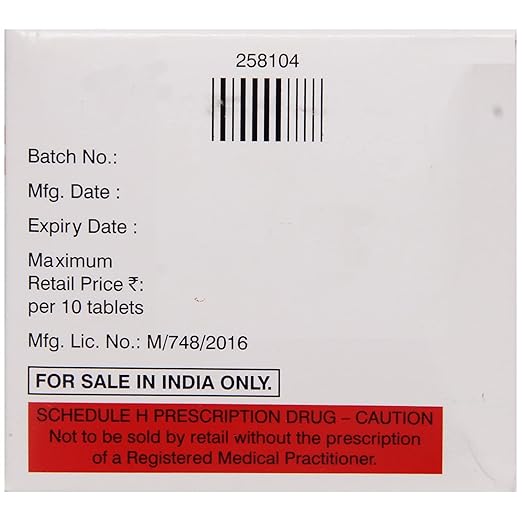 258104
Batch No.:
Mfg. Date :
Expiry Date :
Maximum
Retail Price ₹:
per 10 tablets
Mfg. Lic. No.: M/748/2016
FOR SALE IN INDIA ONLY.
SCHEDULE H PRESCRIPTION DRUG – CAUTION
Not to be sold by retail without the prescription
of a Registered Medical Practitioner.